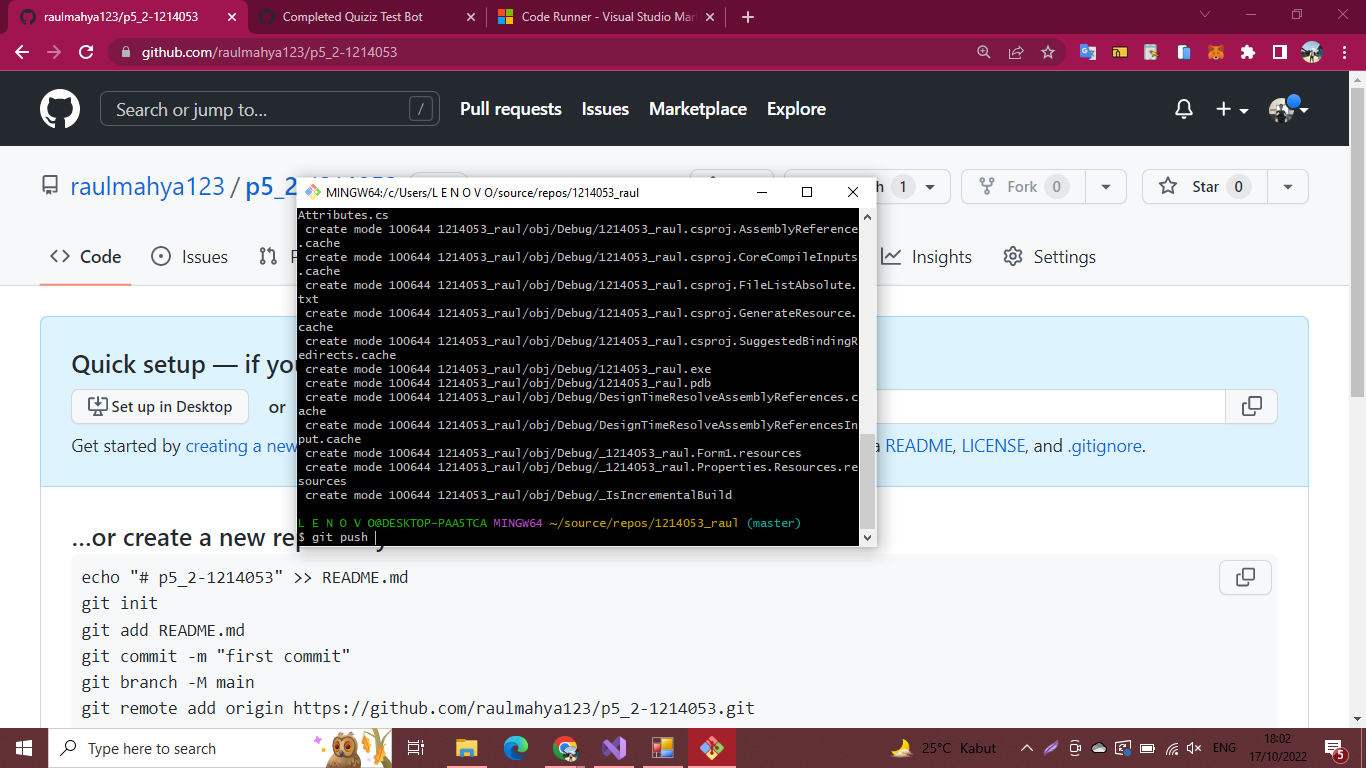 raulmahya123/p5_2-1214053
Completed Quiziz Test Bot
Code Runner - Visual Studio Mar
github.com/raulmahya123/p5_2-1214053
Search or jump to...
/
Pull requests
Issues
Marketplace
Explore
raulmahya123 / p5_2
1
Fork 0
Star 0
MINGW64:/c/Users/L E N O V O/source/repos/1214053_raul
Attributes.cs
create mode 100644 1214053_raul/obj/Debug/1214053_raul.csproj.AssemblyReference
.cache
create mode 100644 1214053_raul/obj/Debug/1214053_raul.csproj.CoreCompileInputs
.cache
create mode 100644 1214053_raul/obj/Debug/1214053_raul.csproj.FileListAbsolute.
txt
create mode 100644 1214053_raul/obj/Debug/1214053_raul.csproj.GenerateResource.
cache
create mode 100644 1214053_raul/obj/Debug/1214053_raul.csproj.SuggestedBindingR
edirects.cache
create mode 100644 1214053_raul/obj/Debug/1214053_raul.exe
create mode 100644 1214053_raul/obj/Debug/1214053_raul.pdb
create mode 100644 1214053_raul/obj/Debug/DesignTimeResolveAssemblyReferences.c
ache
create mode 100644 1214053_raul/obj/Debug/DesignTimeResolveAssemblyReferencesIn
put.cache
create mode 100644 1214053_raul/obj/Debug/_1214053_raul.Form1.resources
create mode 100644 1214053_raul/obj/Debug/_1214053_raul.Properties.Resources.re
sources
create mode 100644 1214053_raul/obj/Debug/_IsIncrementalBuild
L E N O V O@DESKTOP-PAA5TCA MINGW64 ~/source/repos/1214053_raul (master)
$ git push
Code
Issues
Insights
Settings
Quick setup — if you
Set up in Desktop
or
Get started by creating a new
a README, LICENSE, and .gitignore.
...or create a new rep
echo "# p5_2-1214053" >> README.md
git init
git add README.md
git commit -m "first commit"
git branch -M main
git remote add origin https://github.com/raulmahya123/p5_2-1214053.git
Type here to search
25°C Kabut
ENG
18:02
17/10/2022
5